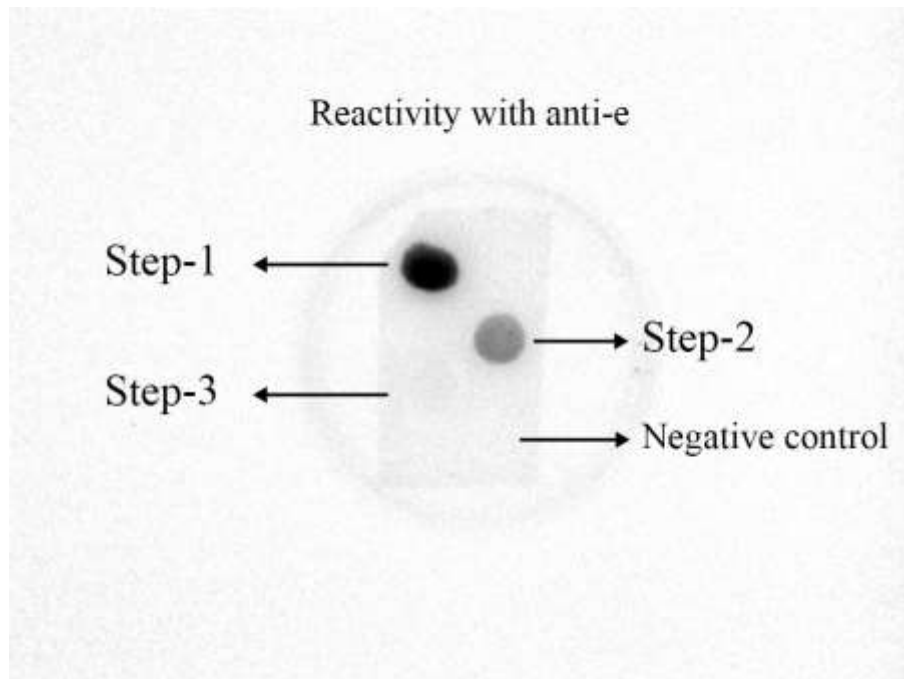 Reactivity with anti-e
Step-1
Step-2
Step-3
Negative control